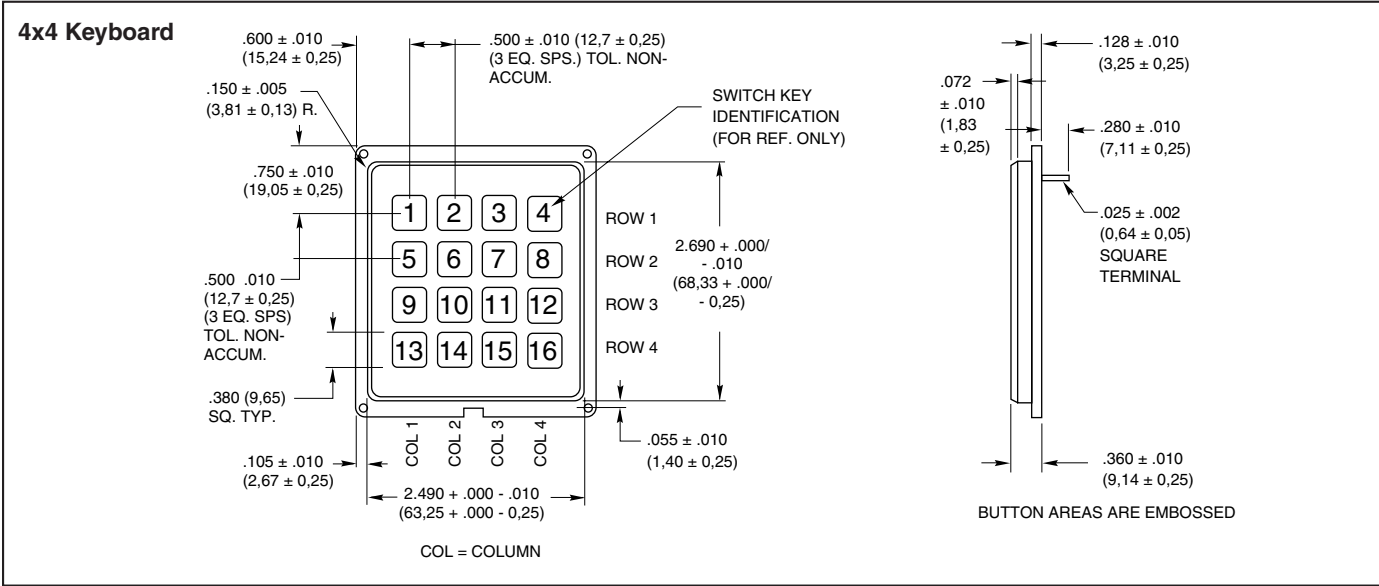 4x4 Keyboard
.600 ± .010
(15,24 ± 0,25)
.500 ± .010 (12,7 ± 0,25)
(3 EQ. SPS.) TOL. NON-
ACCUM.
.150 ± .005
(3,81 ± 0,13) R.
SWITCH KEY
IDENTIFICATION
(FOR REF. ONLY)
.750 ± .010
(19,05 ± 0,25)
1 2 3 4
ROW 1
5 6 7 8
ROW 2
9 10 11 12
ROW 3
13 14 15 16
ROW 4
.500 .010
(12,7 ± 0,25)
(3 EQ. SPS)
TOL. NON-
ACCUM.
2.690 + .000/
- .010
(68,33 + .000/
- 0,25)
.380 (9,65)
SQ. TYP.
COL 1
COL 2
COL 3
COL 4
.055 ± .010
(1,40 ± 0,25)
.105 ± .010
(2,67 ± 0,25)
2.490 + .000 - .010
(63,25 + .000 - 0,25)
COL = COLUMN
.128 ± .010
(3,25 ± 0,25)
.072
± .010
(1,83
± 0,25)
.280 ± .010
(7,11 ± 0,25)
.025 ± .002
(0,64 ± 0,05)
SQUARE
TERMINAL
.360 ± .010
(9,14 ± 0,25)
BUTTON AREAS ARE EMBOSSED